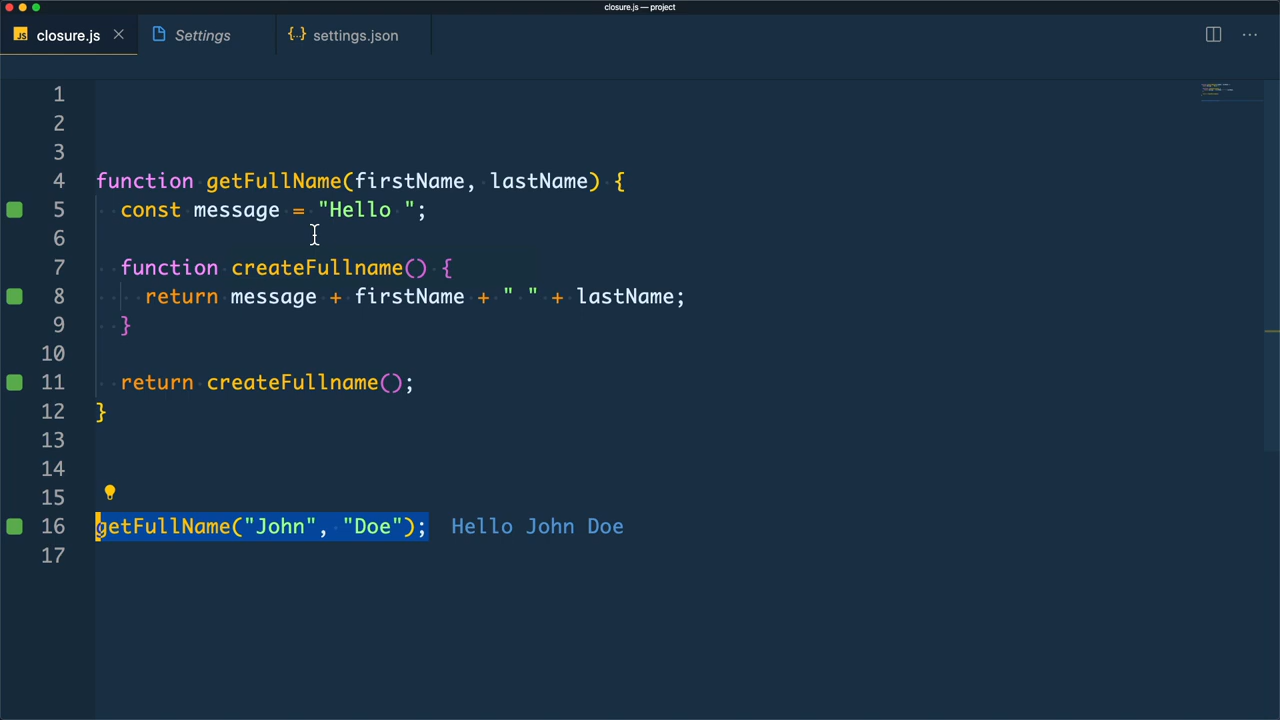 closure.js — project
JS closure.js Settings {..} settings.json
1
2
3
4 function getFullName(firstName, lastName) {
5 const message = "Hello ";
6
7 function createFullname() {
8 return message + firstName + " " + lastName;
9 }
10
11 return createFullname();
12 }
13
14
15
16 getFullName("John", "Doe"); Hello John Doe
17